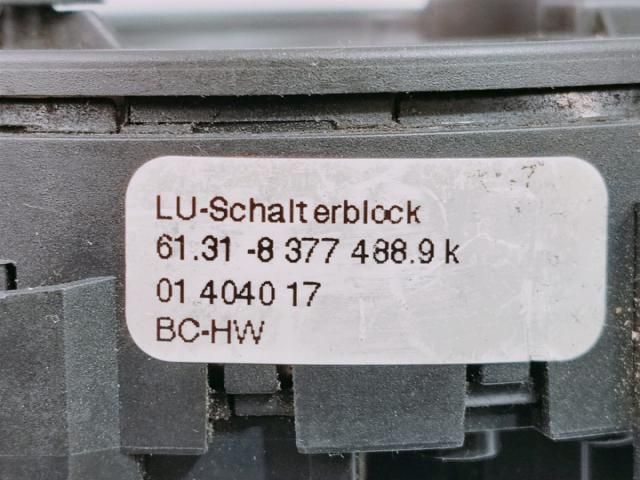 LU-Schalterblock
61.31 -8 377 488.9 k
01 4040 17
BC-HW